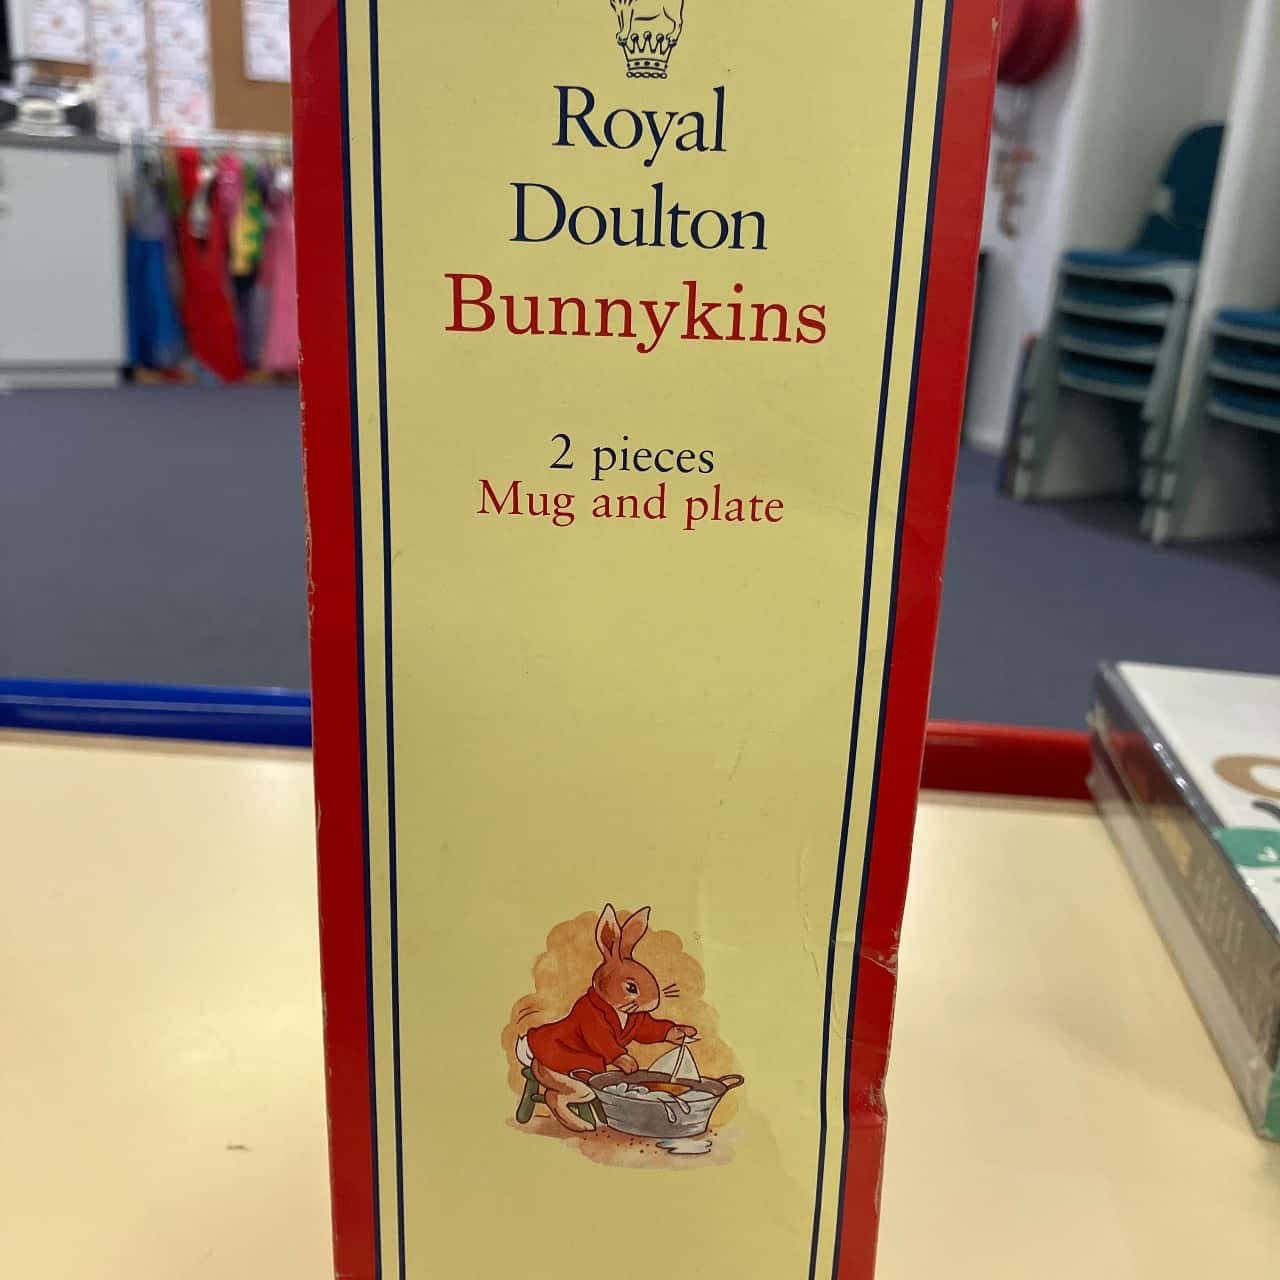 Royal
Doulton
Bunnykins
2 pieces
Mug and plate